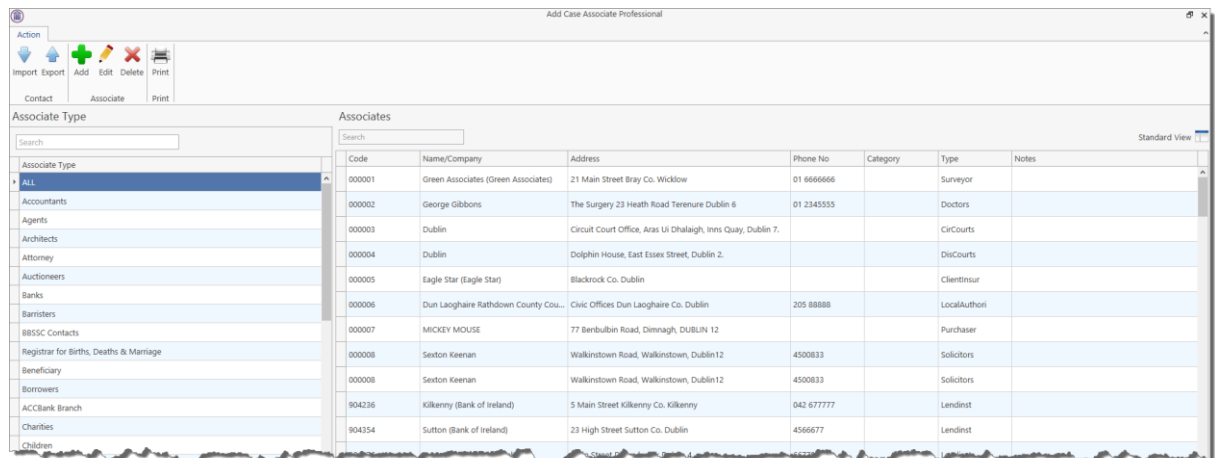 Add Case Associate Professional
Action
Import Export Add Edit Delete Print
Contact Associate Print
Associate Type
Search
Associate Type
ALL
Accountants
Agents
Architects
Attorney
Auctioneers
Banks
Barristers
BBSSC Contacts
Registrar for Births, Deaths & Marriage
Beneficiary
Borrowers
ACCBank Branch
Charities
Children
Associates
Search
Standard View
Code Name/Company Address Phone No Category Type Notes
000001 Green Associates (Green Associates) 21 Main Street Bray Co. Wicklow 01 6666666 Surveyor
000002 George Gibbons The Surgery 23 Heath Road Terenure Dublin 6 01 2345555 Doctors
000003 Dublin Circuit Court Office, Aras Ui Dhalaigh, Inns Quay, Dublin 7. CirCourts
000004 Dublin Dolphin House, East Essex Street, Dublin 2. DisCourts
000005 Eagle Star (Eagle Star) Blackrock Co. Dublin ClientInsur
000006 Dun Laoghaire Rathdown County Cou... Civic Offices Dun Laoghaire Co. Dublin 205 88888 LocalAuthori
000007 MICKEY MOUSE 77 Benbulbin Road, Dimnagh, DUBLIN 12 Purchaser
000008 Sexton Keenan Walkinstown Road, Walkinstown, Dublin12 4500833 Solicitors
000008 Sexton Keenan Walkinstown Road, Walkinstown, Dublin12 4500833 Solicitors
904236 Kilkenny (Bank of Ireland) 5 Main Street Kilkenny Co. Kilkenny 042 677777 Lendinst
904354 Sutton (Bank of Ireland) 23 High Street Sutton Co. Dublin 4566677 Lendinst